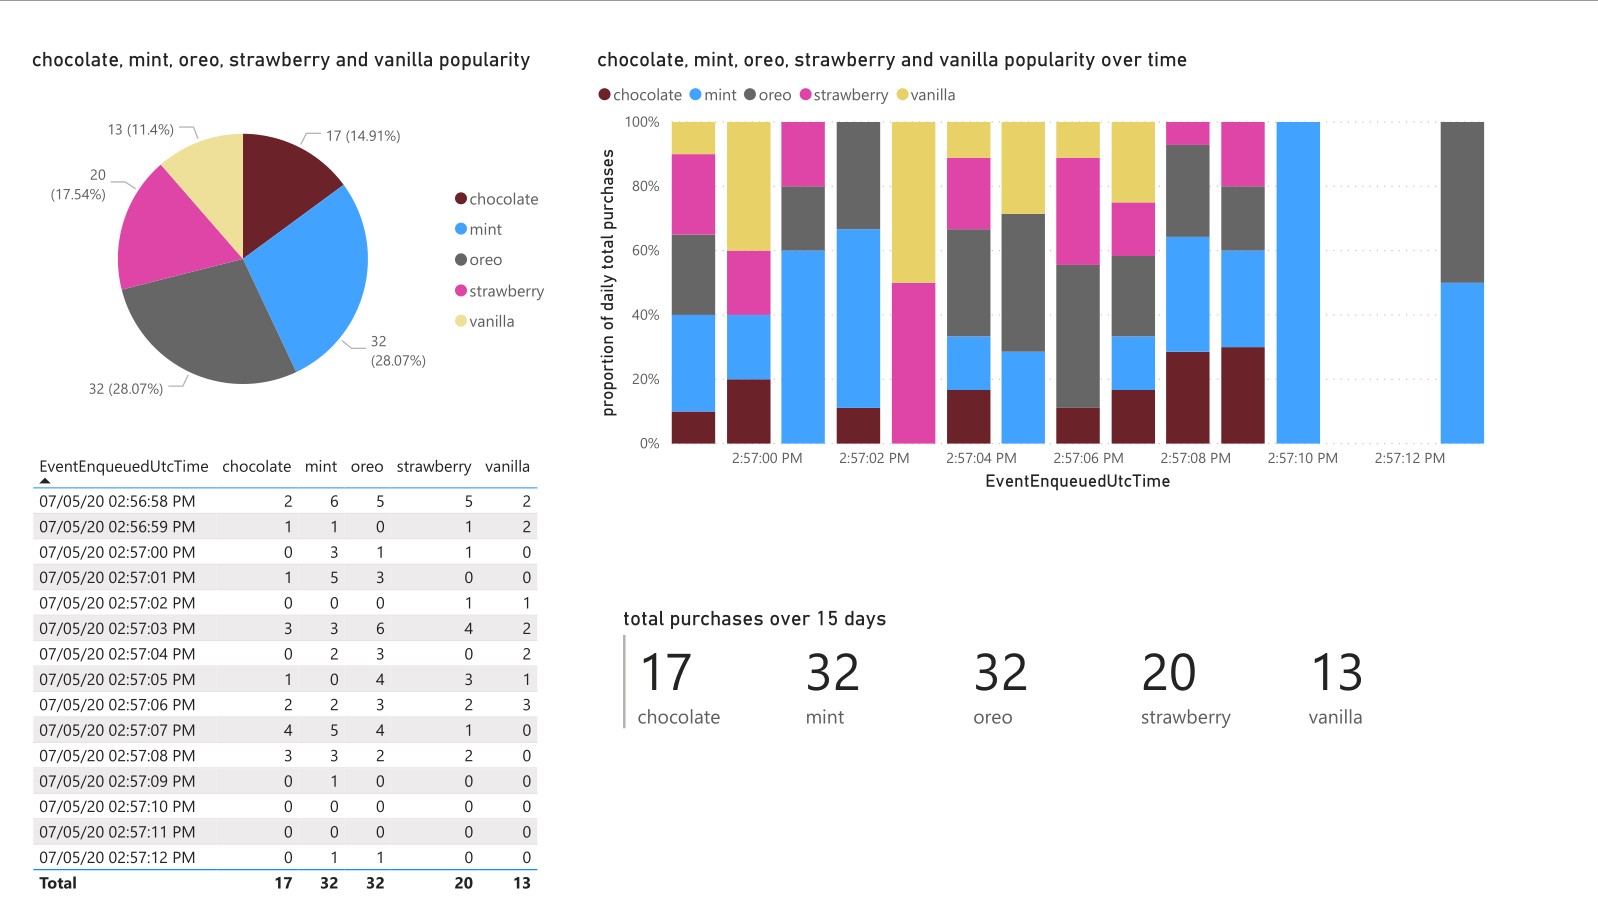 chocolate, mint, oreo, strawberry and vanilla popularity
13 (11.4%)
17 (14.91%)
20
(17.54%)
32
(28.07%)
32 (28.07%)
chocolate
mint
oreo
strawberry
vanilla
chocolate, mint, oreo, strawberry and vanilla popularity over time
chocolate mint oreo strawberry vanilla
proportion of daily total purchases
100%
80%
60%
40%
20%
0%
2:57:00 PM 2:57:02 PM 2:57:04 PM 2:57:06 PM 2:57:08 PM 2:57:10 PM 2:57:12 PM
EventEnqueuedUtcTime
EventEnqueuedUtcTime chocolate mint oreo strawberry vanilla
07/05/20 02:56:58 PM 2 6 5 5 2
07/05/20 02:56:59 PM 1 1 0 1 2
07/05/20 02:57:00 PM 0 3 1 1 0
07/05/20 02:57:01 PM 1 5 3 0 0
07/05/20 02:57:02 PM 0 0 0 1 1
07/05/20 02:57:03 PM 3 3 6 4 2
07/05/20 02:57:04 PM 0 2 3 0 2
07/05/20 02:57:05 PM 1 0 4 3 1
07/05/20 02:57:06 PM 2 2 3 2 3
07/05/20 02:57:07 PM 4 5 4 1 0
07/05/20 02:57:08 PM 3 3 2 2 0
07/05/20 02:57:09 PM 0 1 0 0 0
07/05/20 02:57:10 PM 0 0 0 0 0
07/05/20 02:57:11 PM 0 0 0 0 0
07/05/20 02:57:12 PM 0 1 1 0 0
Total 17 32 32 20 13
total purchases over 15 days
17 32 32 20 13
chocolate mint oreo strawberry vanilla